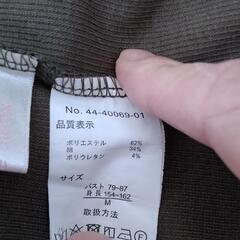 No. 44-40069-01
品質表示
ポリエステル 62%
綿 34%
ポリウレタン 4%
サイズ
バスト 79-87
身長 154-162
M
取扱方法